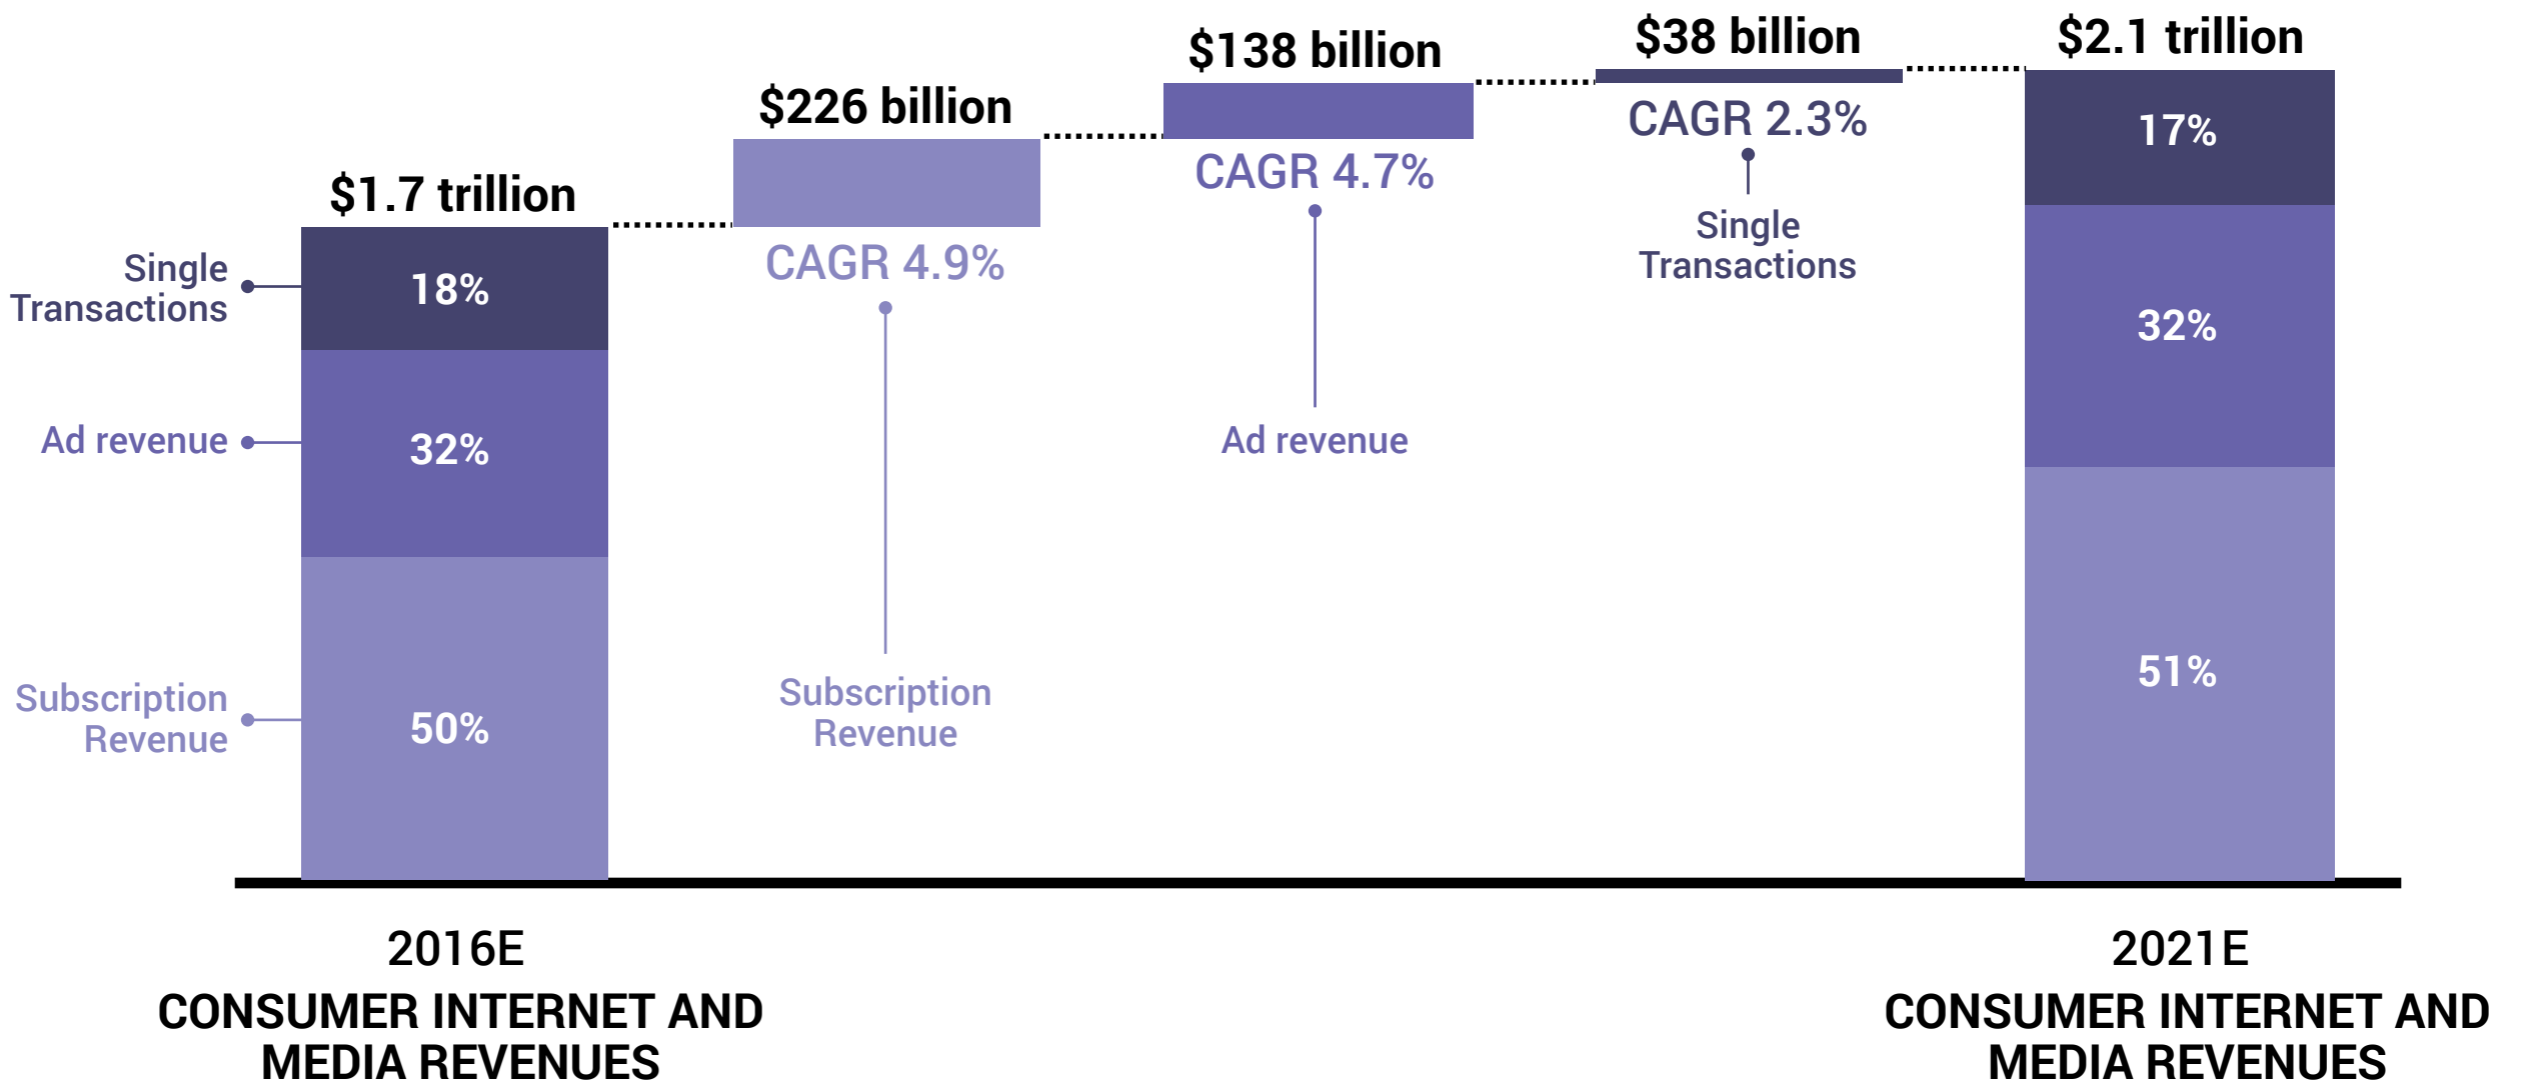 $1.7 trillion
Single
Transactions
18%
Ad revenue
32%
Subscription
Revenue
50%
2016E
CONSUMER INTERNET AND
MEDIA REVENUES
$226 billion
CAGR 4.9%
Subscription
Revenue
$138 billion
CAGR 4.7%
Ad revenue
$38 billion
CAGR 2.3%
Single
Transactions
$2.1 trillion
17%
32%
51%
2021E
CONSUMER INTERNET AND
MEDIA REVENUES